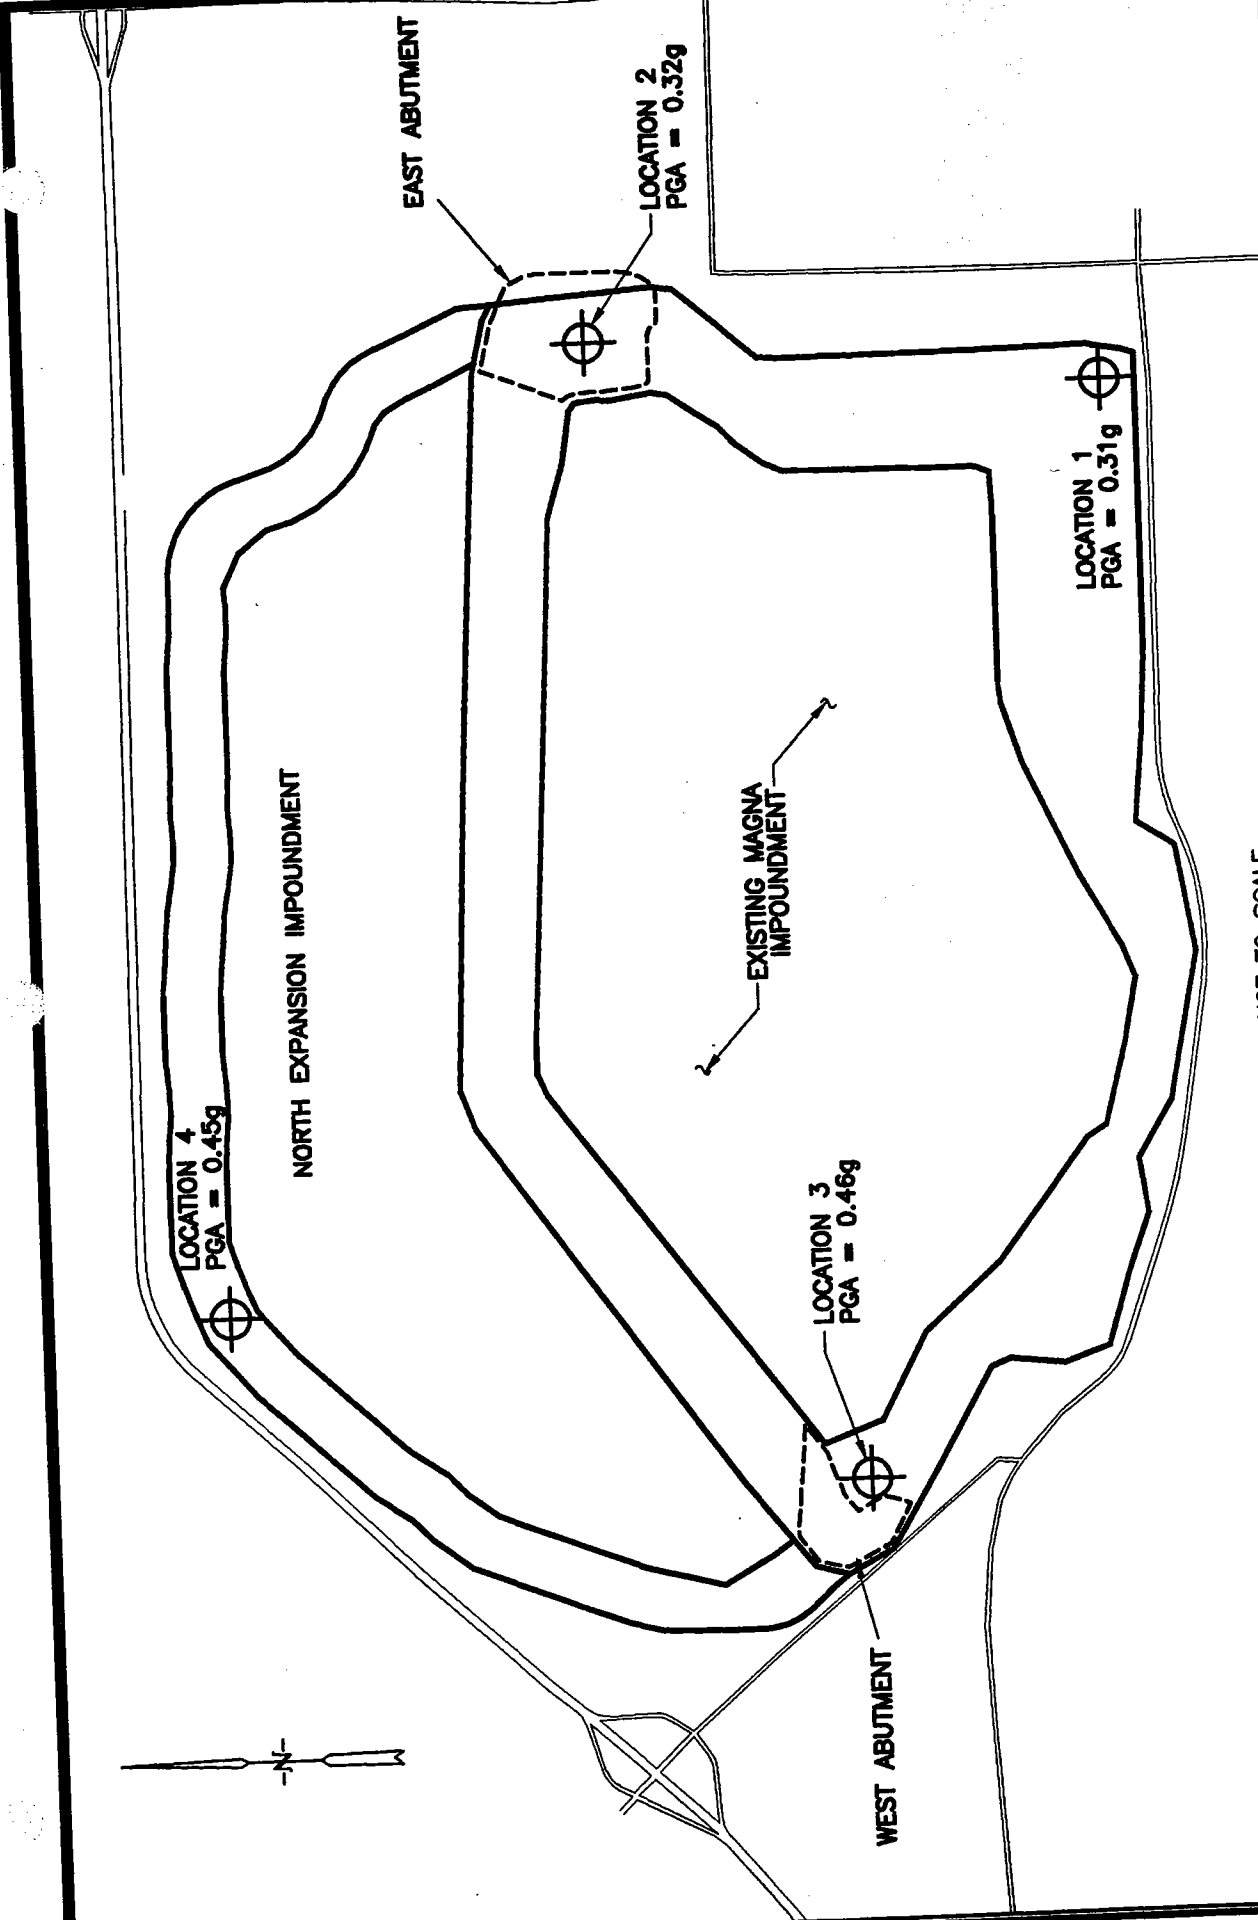 EAST ABUTMENT
LOCATION 2
PGA = 0.32g
LOCATION 4
PGA = 0.45g
NORTH EXPANSION IMPOUNDMENT
EXISTING MAGNA
IMPOUNDMENT
LOCATION 1
PGA = 0.31g
LOCATION 3
PGA = 0.46g
WEST ABUTMENT
N